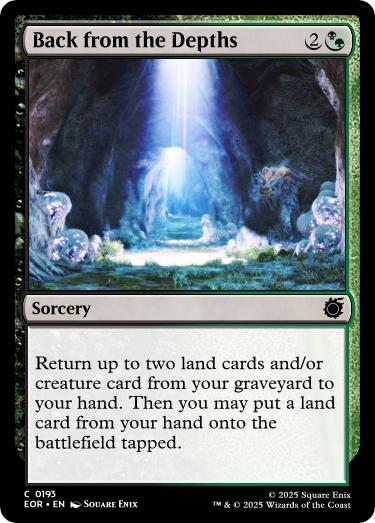 Back from the Depths 2
Sorcery
Return up to two land cards and/or
creature card from your graveyard to
your hand. Then you may put a land
card from your hand onto the
battlefield tapped.
C 0193
EOR • EN Square Enix
© 2025 Square Enix
™ & © 2025 Wizards of the Coast